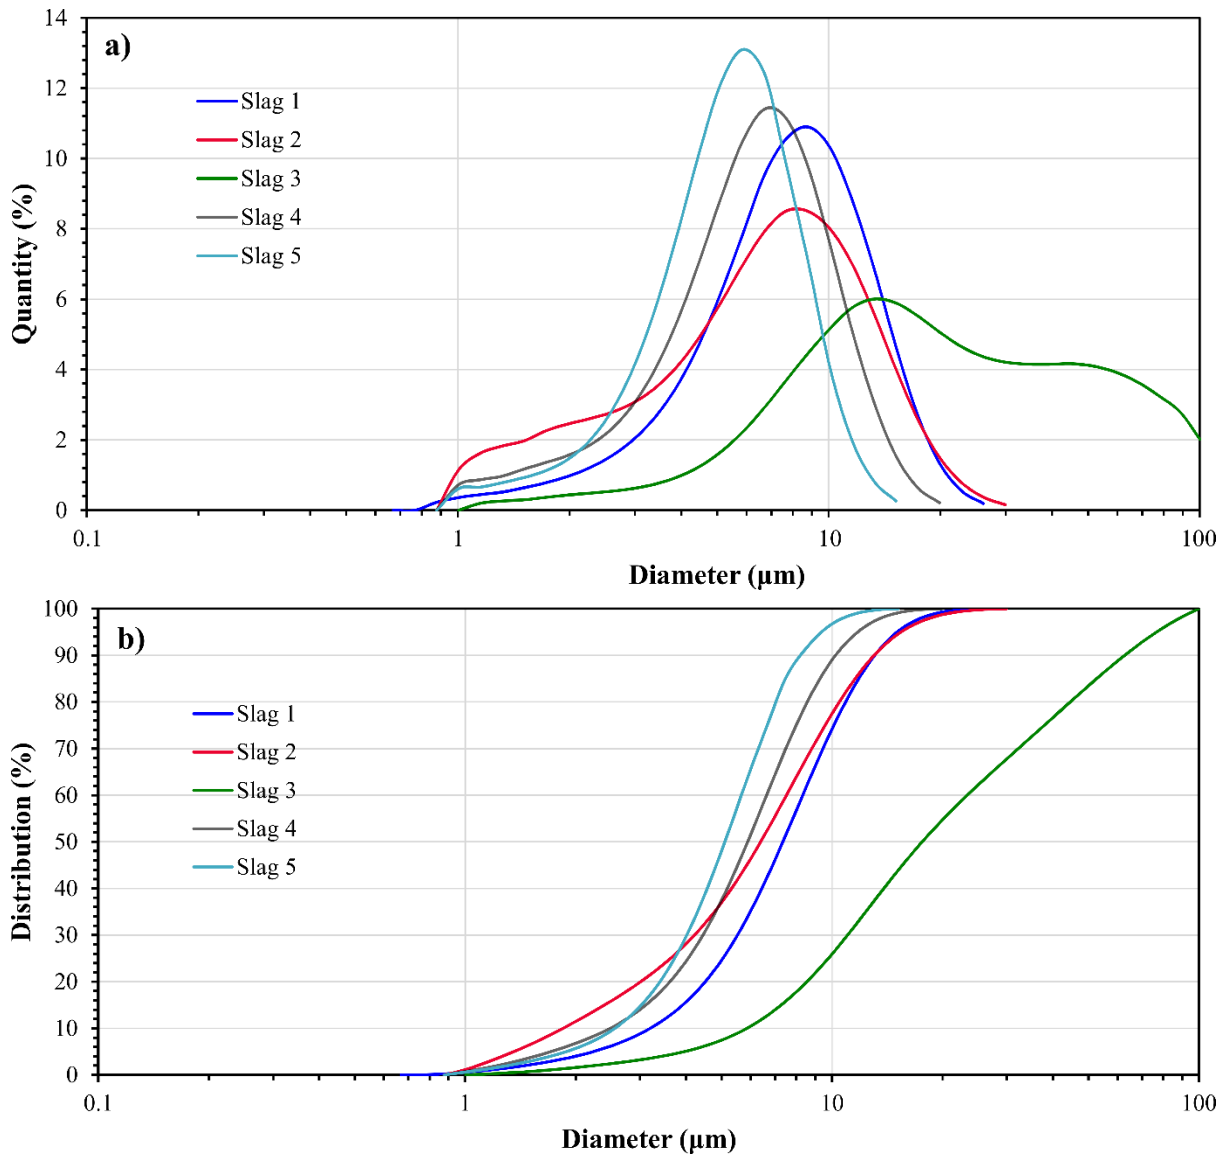 a)
Quantity (%)
14
12
10
8
6
4
2
0
Slag 1
Slag 2
Slag 3
Slag 4
Slag 5
0.1 1 10 100
Diameter (μm)
b)
Distribution (%)
100
90
80
70
60
50
40
30
20
10
0
Slag 1
Slag 2
Slag 3
Slag 4
Slag 5
0.1 1 10 100
Diameter (μm)